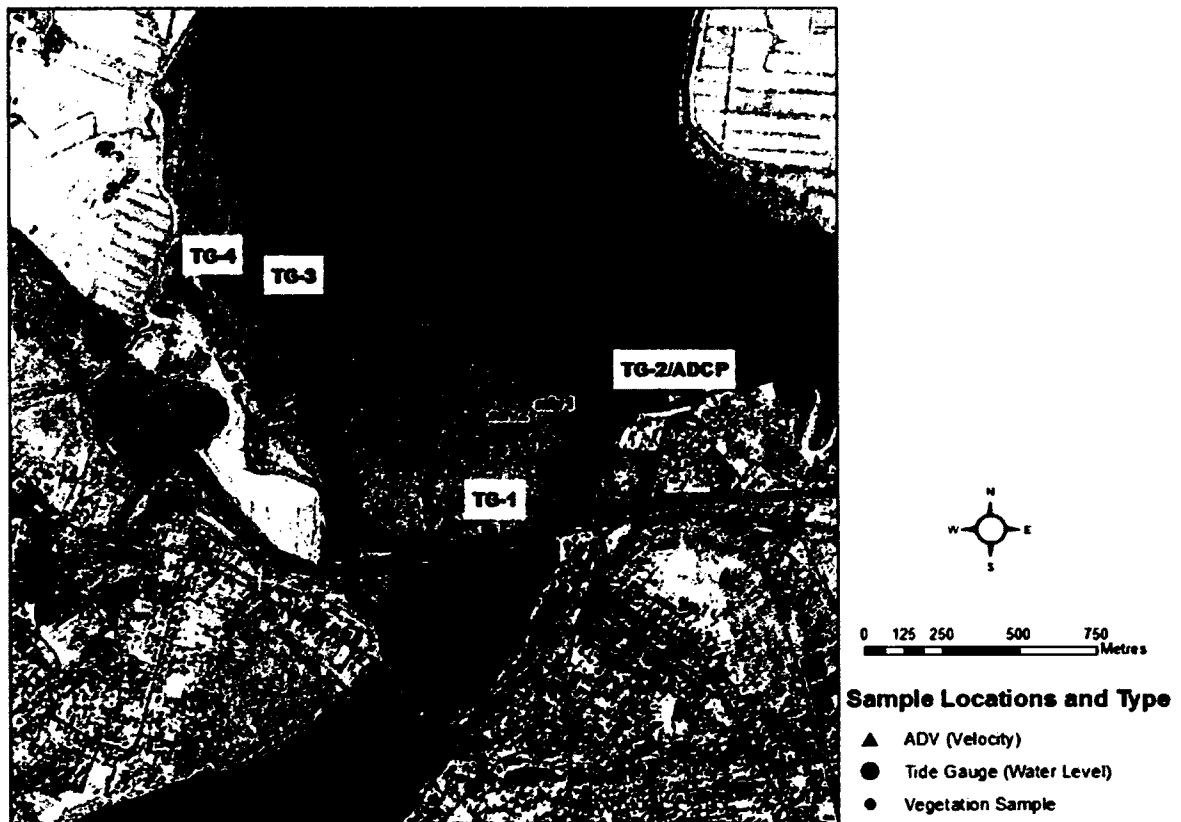 TG-4
TG-3
TG-2/ADCP
TG-1
N
W E
S
0 125 250 500 750
Metres
Sample Locations and Type
ADV (Velocity)
Tide Gauge (Water Level)
Vegetation Sample